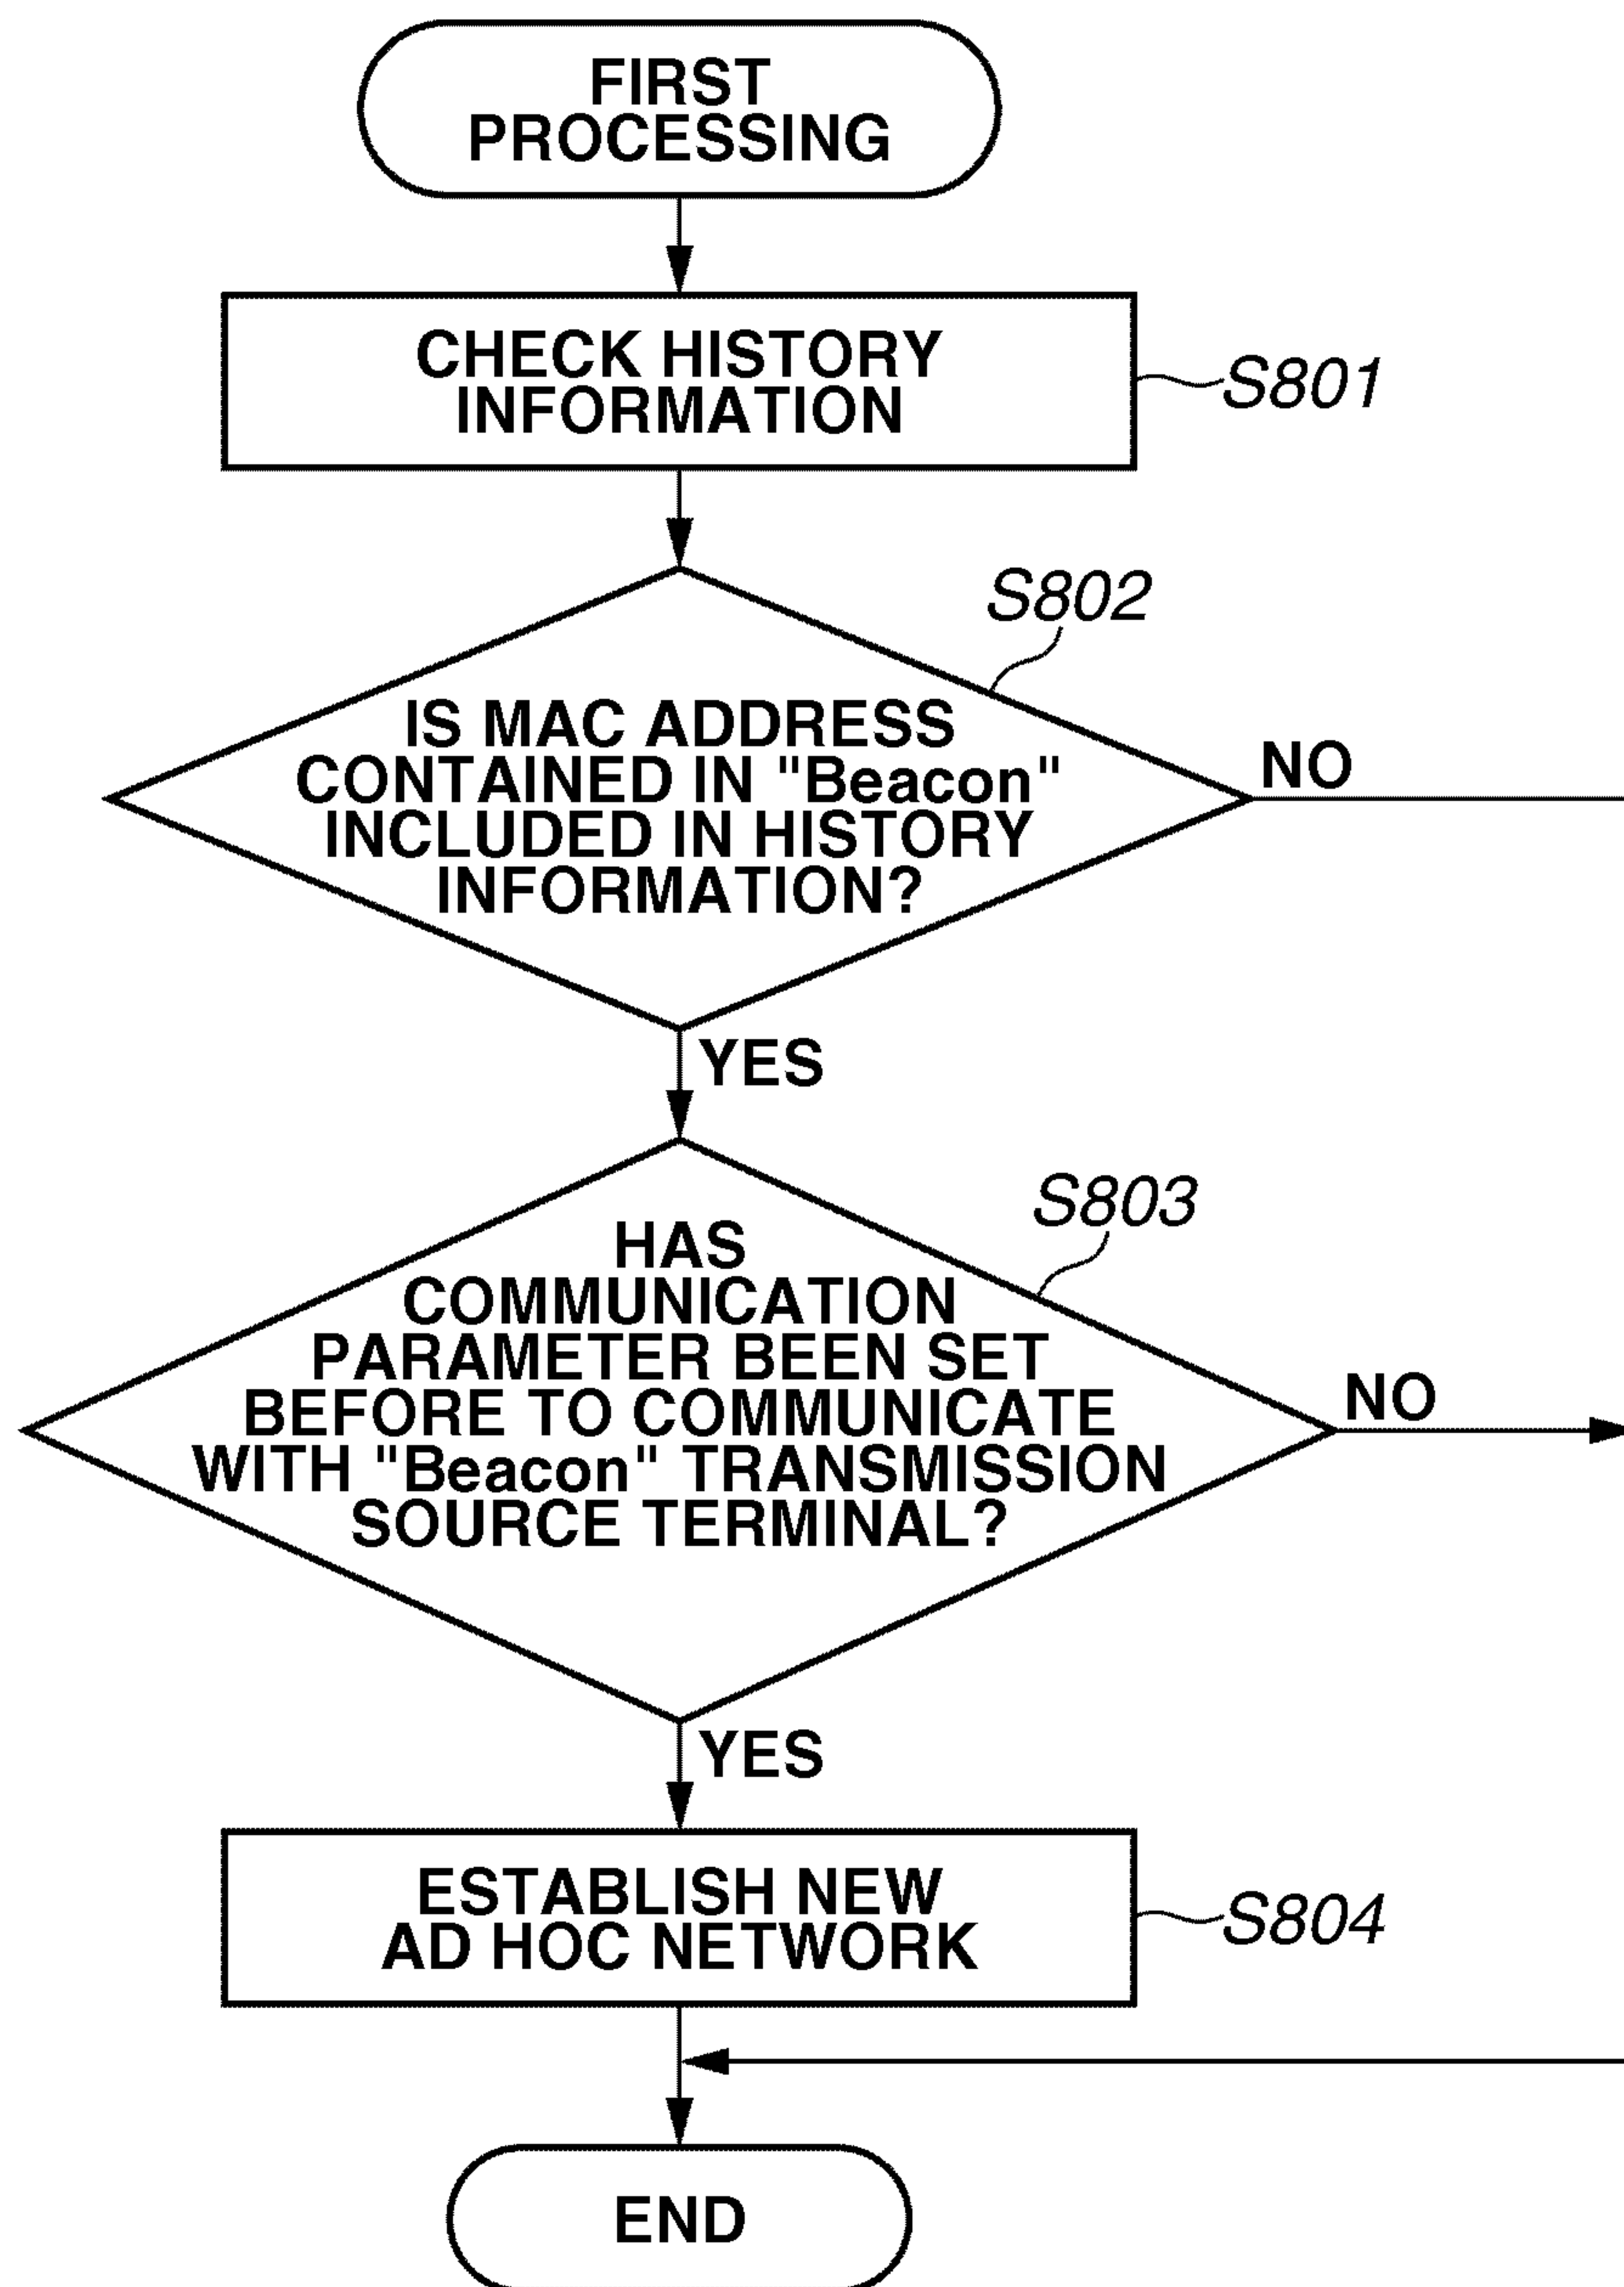 FIRST
PROCESSING
CHECK HISTORY
INFORMATION
S801
S802
IS MAC ADDRESS
CONTAINED IN "Beacon"
INCLUDED IN HISTORY
INFORMATION?
NO
YES
S803
HAS
COMMUNICATION
PARAMETER BEEN SET
BEFORE TO COMMUNICATE
WITH "Beacon" TRANSMISSION
SOURCE TERMINAL?
NO
YES
ESTABLISH NEW
AD HOC NETWORK
S804
END